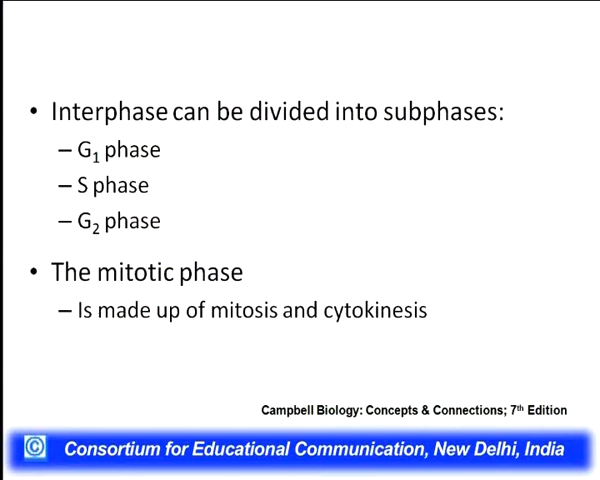 • Interphase can be divided into subphases:
– G₁ phase
– S phase
– G₂ phase
• The mitotic phase
– Is made up of mitosis and cytokinesis
Campbell Biology: Concepts & Connections; 7th Edition
© Consortium for Educational Communication, New Delhi, India